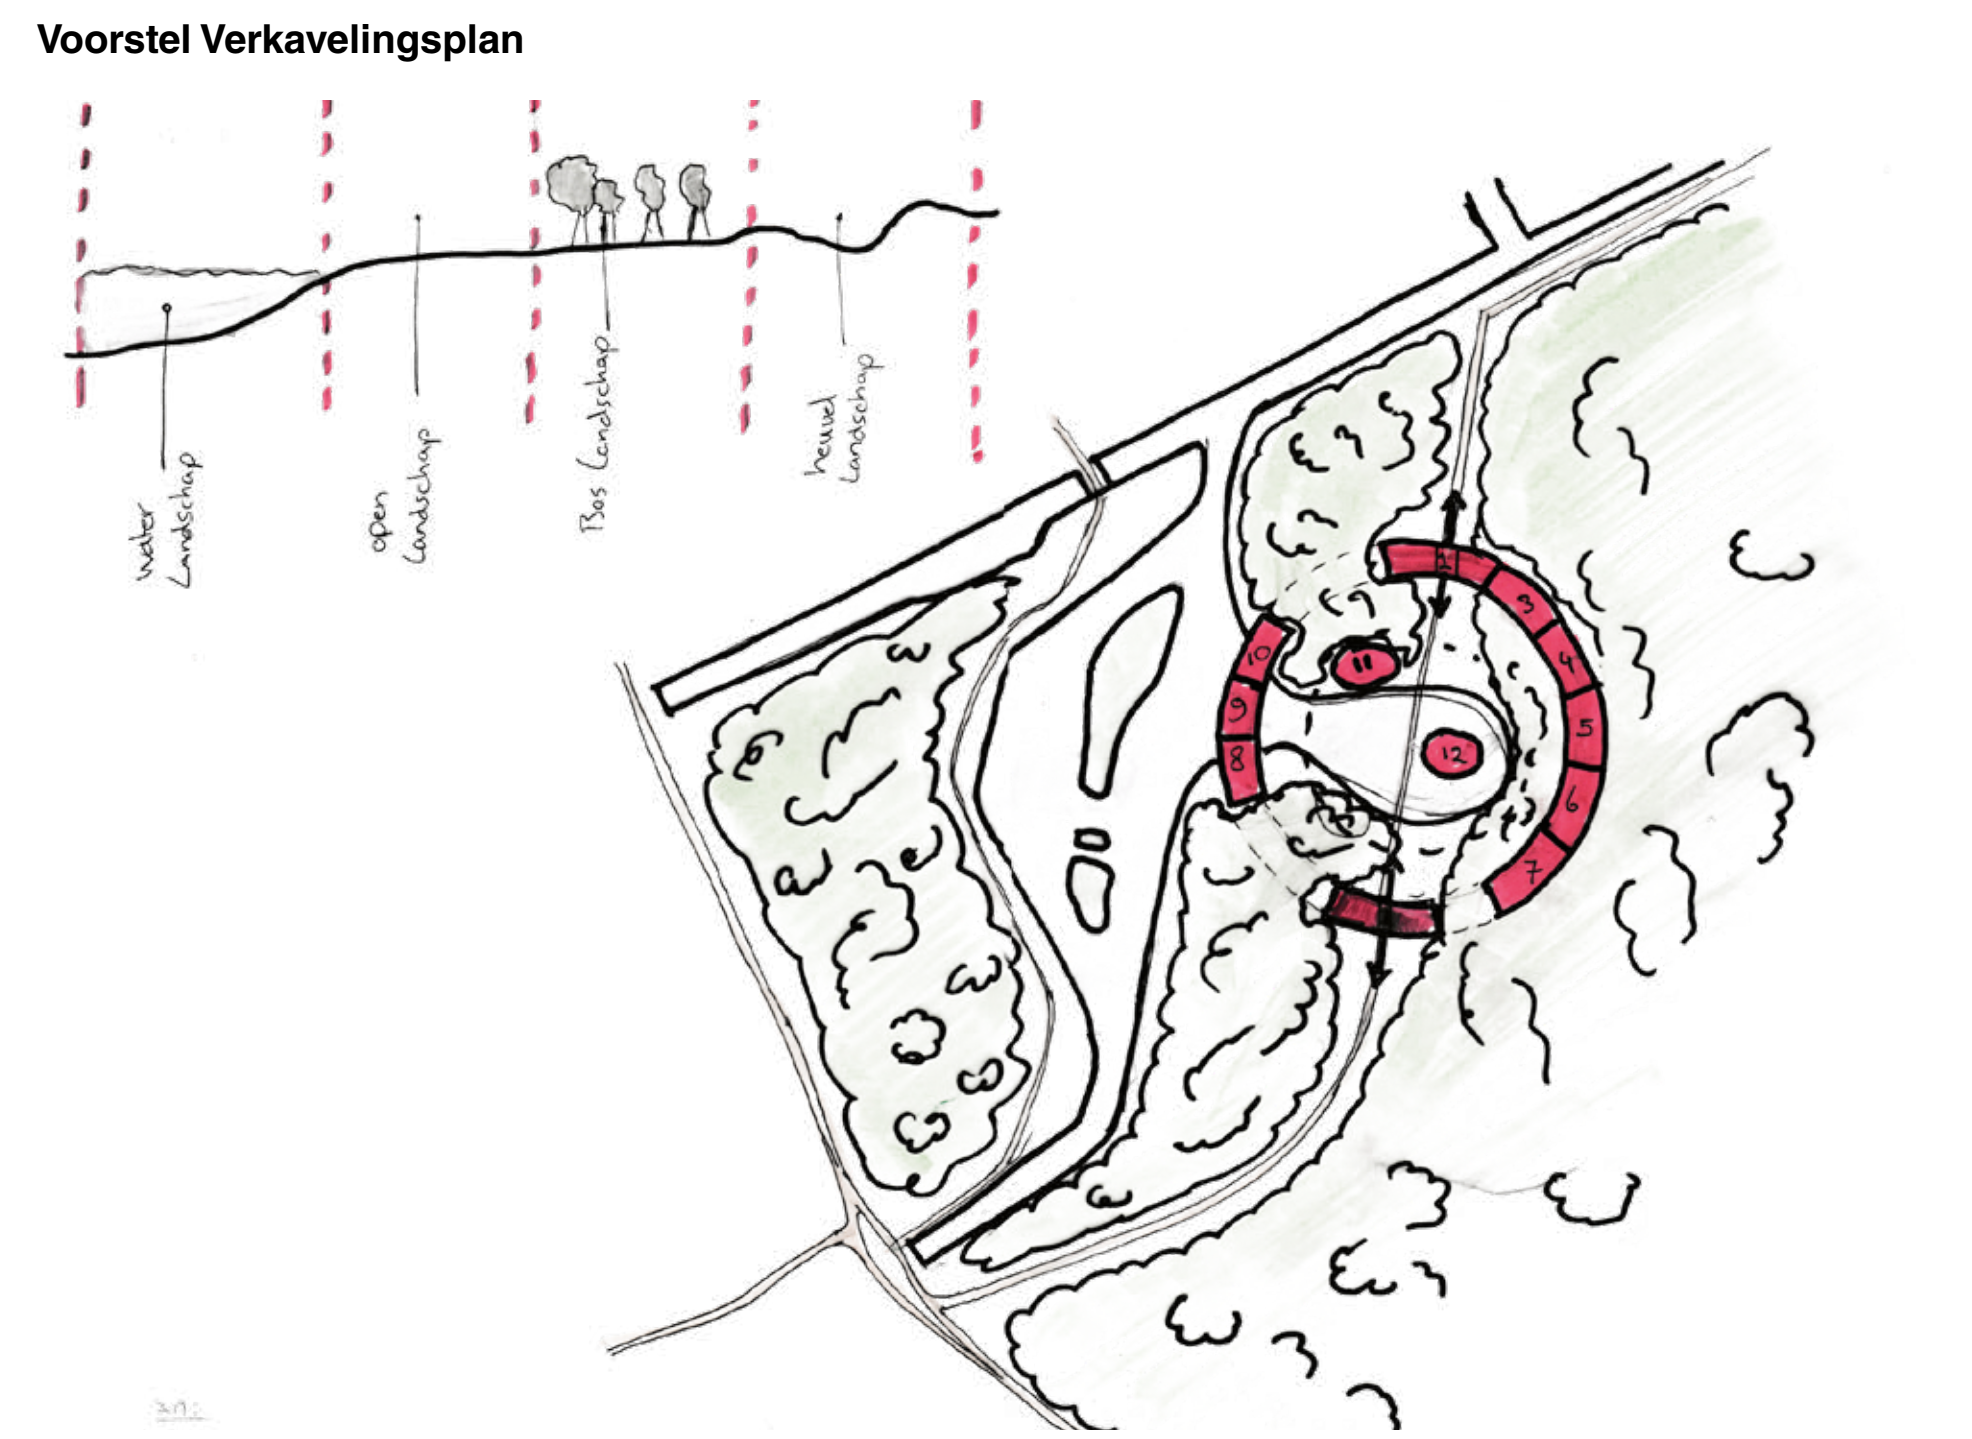 Voorstel Verkavelingsplan
water
Landschap
open
Landschap
Bos Landschap
heuvel
Landschap
1
3
4
5
6
7
8
9
10
11
12